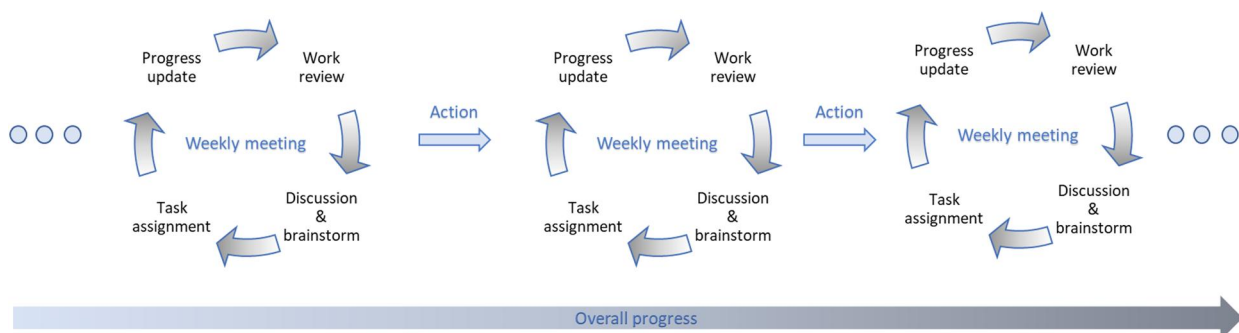 Progress
update
Work
review
Weekly meeting
Task
assignment
Discussion
&
brainstorm
Action
Progress
update
Work
review
Weekly meeting
Task
assignment
Discussion
&
brainstorm
Action
Progress
update
Work
review
Weekly meeting
Task
assignment
Discussion
&
brainstorm
Overall progress